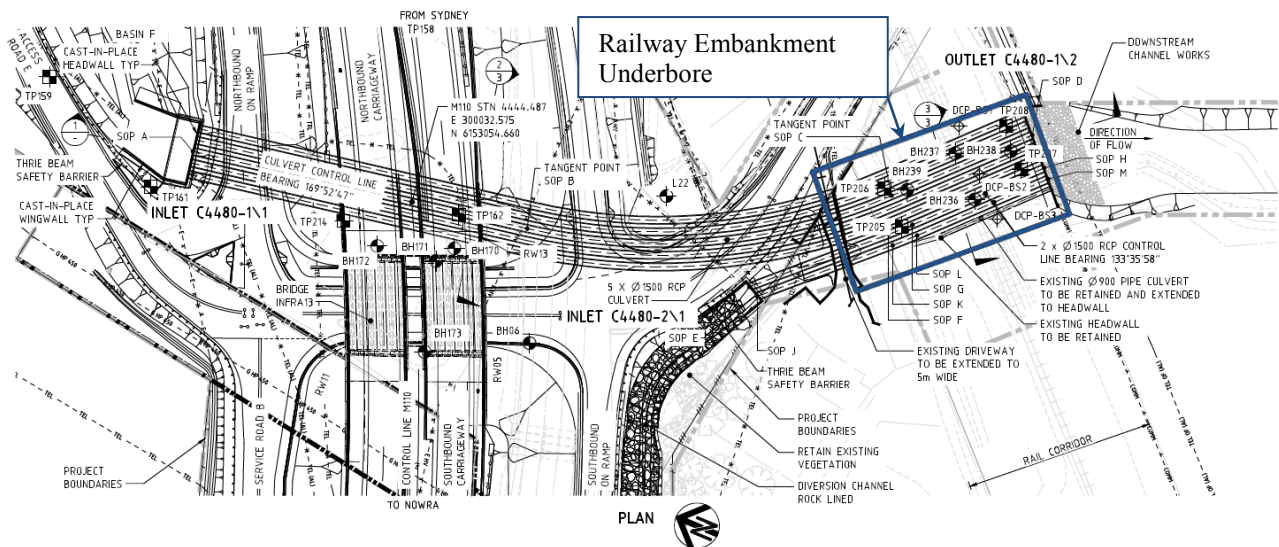 FROM SYDNEY
TP158
BASIN F
CAST-IN-PLACE
HEADWALL TYP
ACCESS
ROAD E
TP159
NORTHBOUND
ON RAMP
NORTHBOUND
CARRIAGEWAY
2
3
M110 STN 4444.487
E 300032.575
N 6153054.660
Railway Embankment
Underbore
OUTLET C4480-1\2
SOP D
DOWNSTREAM
CHANNEL WORKS
DIRECTION
OF FLOW
1
3
SOP A
THRIE BEAM
SAFETY BARRIER
CAST-IN-PLACE
WINGWALL TYP
TP161
INLET C4480-1\1
CULVERT CONTROL LINE
BEARING 169°52'47"
TP214
TP162
TANGENT POINT
SOP B
L22
TANGENT POINT
SOP C
3
3
TP208
BH237
BH238
TP207
SOP H
SOP M
TP206
BH239
BH236
DCP-BS2
DCP-BS3
TP205
BH172
BH171
BH170
RW13
BRIDGE
INFRA13
BH173
BH06
5 X Ø1500 RCP
CULVERT
INLET C4480-2\1
SOP E
SOP J
THRIE BEAM
SAFETY BARRIER
SOP L
SOP G
SOP K
SOP F
2 x Ø1500 RCP CONTROL
LINE BEARING 133°35'58"
EXISTING Ø900 PIPE CULVERT
TO BE RETAINED AND EXTENDED
TO HEADWALL
EXISTING HEADWALL
TO BE RETAINED
EXISTING DRIVEWAY
TO BE EXTENDED TO
5m WIDE
PROJECT
BOUNDARIES
RETAIN EXISTING
VEGETATION
DIVERSION CHANNEL
ROCK LINED
RAIL CORRIDOR
PROJECT
BOUNDARIES
SERVICE ROAD B
RW11
CONTROL LINE M110
SOUTHBOUND
CARRIAGEWAY
RW05
SOUTHBOUND
ON RAMP
TO NOWRA
PLAN